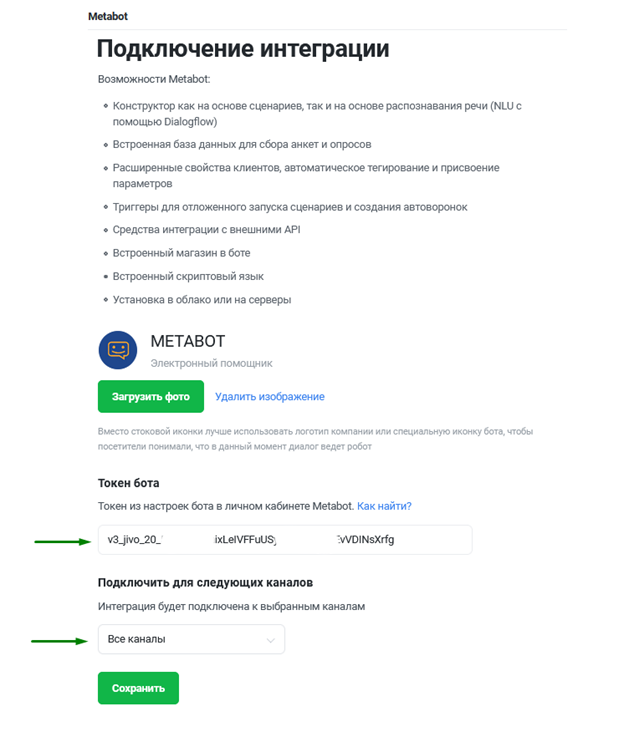 Metabot
Подключение интеграции
Возможности Metabot:
Конструктор как на основе сценариев, так и на основе распознавания речи (NLU с
помощью Dialogflow)
Встроенная база данных для сбора анкет и опросов
Расширенные свойства клиентов, автоматическое тегирование и присвоение
параметров
Триггеры для отложенного запуска сценариев и создания автоворонок
Средства интеграции с внешними API
Встроенный магазин в боте
Встроенный скриптовый язык
Установка в облако или на серверы
METABOT
Электронный помощник
Загрузить фото Удалить изображение
Вместо стоковой иконки лучше использовать логотип компании или специальную иконку бота, чтобы
посетители понимали, что в данный момент диалог ведет робот
Токен бота
Токен из настроек бота в личном кабинете Metabot. Как найти?
v3_jivo_20_
Подключить для следующих каналов
Интеграция будет подключена к выбранным каналам
Все каналы
Сохранить